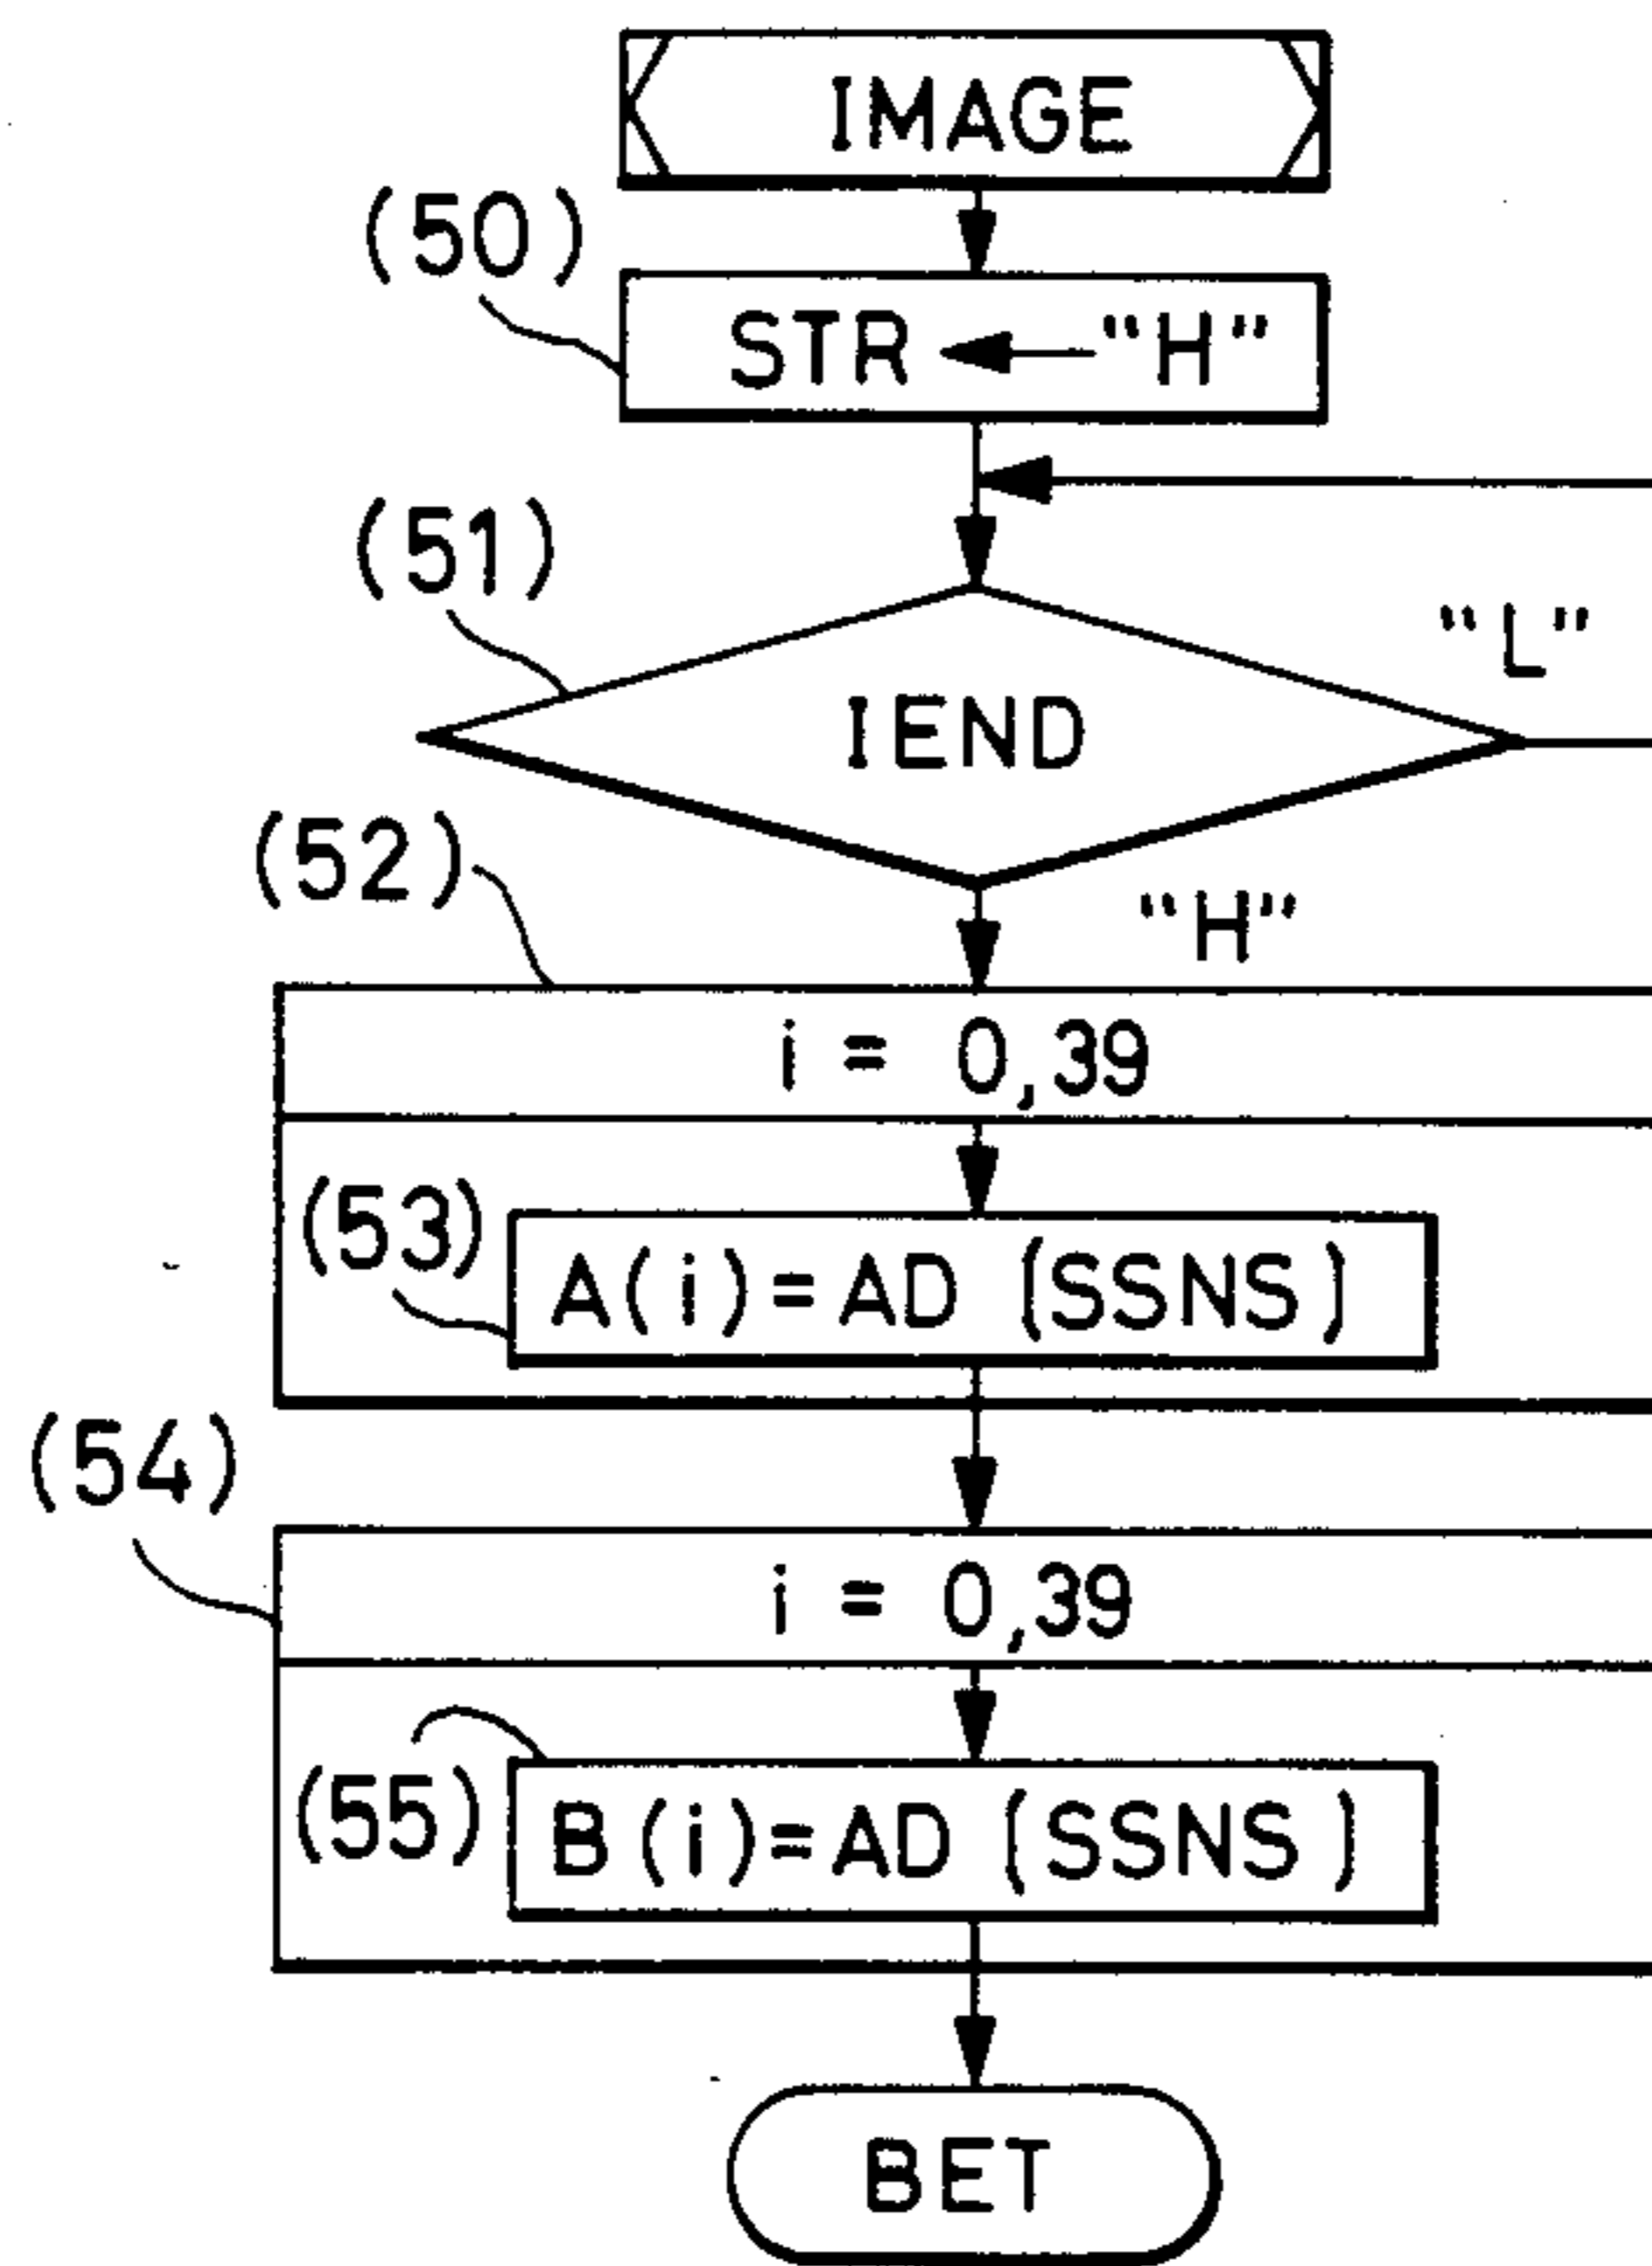 IMAGE
(50)
STR ← "H"
(51)
"L"
IEND
(52)
"H"
i = 0,39
(53)
A(i)=AD (SSNS)
(54)
i = 0,39
(55)
B(i)=AD (SSNS)
BET